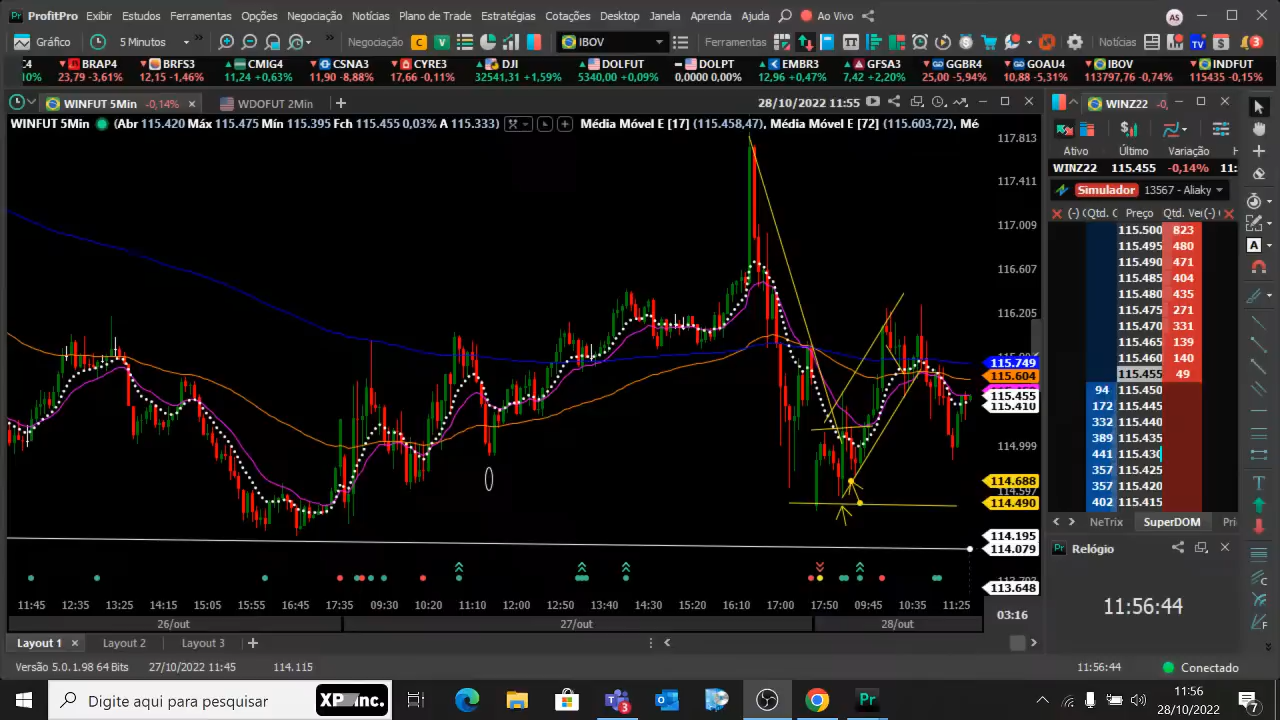 ProfitPro Exibir Estudos Ferramentas Opções Negociação Notícias Plano de Trade Estratégias Cotações Desktop Janela Aprenda Ajuda Ao Vivo AS
Gráfico 5 Minutos Negociação C V IBOV Ferramentas Notícias TV 3
CK4 BRAP4 BRFS3 CMIG4 CSNA3 CYRE3 DJI DOLFUT DOLPT EMBR3 GFSA3 GGBR4 GOAU4 IBOV INDFUT
10% 23,79 -3,61% 12,15 -1,46% 11,24 +0,63% 11,90 -8,88% 17,66 -0,11% 32541,31 +1,59% 5340,00 +0,09% 0,0000 0,00% 12,96 +0,47% 7,42 +2,20% 25,00 -5,94% 10,88 -5,31% 113797,76 -0,74% 115435 -0,15%
WINFUT 5Min -0,14% WDOFUT 2Min 28/10/2022 11:55 WINZ22
WINFUT 5Min (Abr 115.420 Máx 115.475 Mín 115.395 Fch 115.455 0,03% A 115.333) Média Móvel E [17] (115.458,47), Média Móvel E [72] (115.603,72), Mé
117.813
117.411
117.009
116.607
116.205
115.749
115.604
115.455
115.410
114.999
114.688
114.597
114.490
114.195
114.079
113.648
11:45 12:35 13:25 14:15 15:05 15:55 16:45 17:35 09:30 10:20 11:10 12:00 12:50 13:40 14:30 15:20 16:10 17:00 17:50 09:45 10:35 11:25 03:16
26/out 27/out 28/out
Layout 1 Layout 2 Layout 3
Versão 5.0.1.98 64 Bits 27/10/2022 11:45 114.115 11:56:44 Conectado
Ativo Último Variação
WINZ22 115.455 -0,14% 11:
Simulador 13567 - Aliaky
(-) Qtd. C Preço Qtd. Ve (-)
115.500 823
115.495 480
115.490 471
115.485 404
115.480 435
115.475 271
115.470 331
115.465 139
115.460 140
115.455 49
94 115.450
172 115.445
332 115.440
389 115.435
441 115.430
357 115.425
357 115.420
402 115.415
NeTrix SuperDOM Pri
Relógio
11:56:44
Digite aqui para pesquisar XP inc. 11:56
28/10/2022